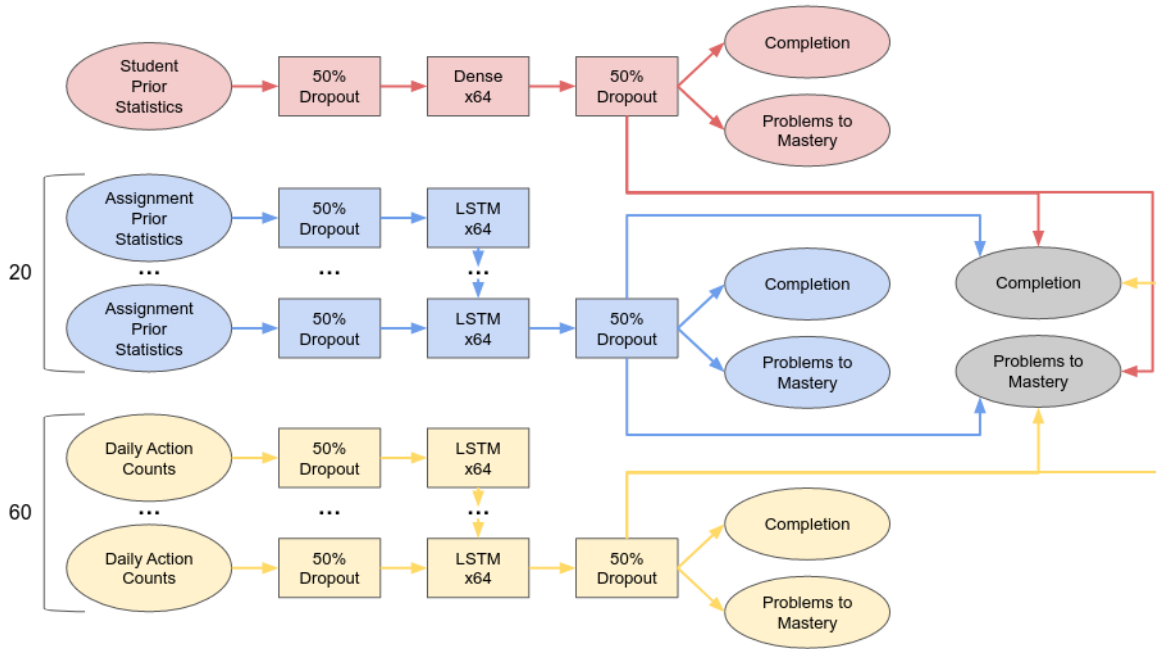 Student
Prior
Statistics
50%
Dropout
Dense
x64
50%
Dropout
Completion
Problems to
Mastery
20
Assignment
Prior
Statistics
50%
Dropout
LSTM
x64
...
...
...
Assignment
Prior
Statistics
50%
Dropout
LSTM
x64
50%
Dropout
Completion
Problems to
Mastery
Completion
Problems to
Mastery
60
Daily Action
Counts
50%
Dropout
LSTM
x64
...
...
...
Daily Action
Counts
50%
Dropout
LSTM
x64
50%
Dropout
Completion
Problems to
Mastery